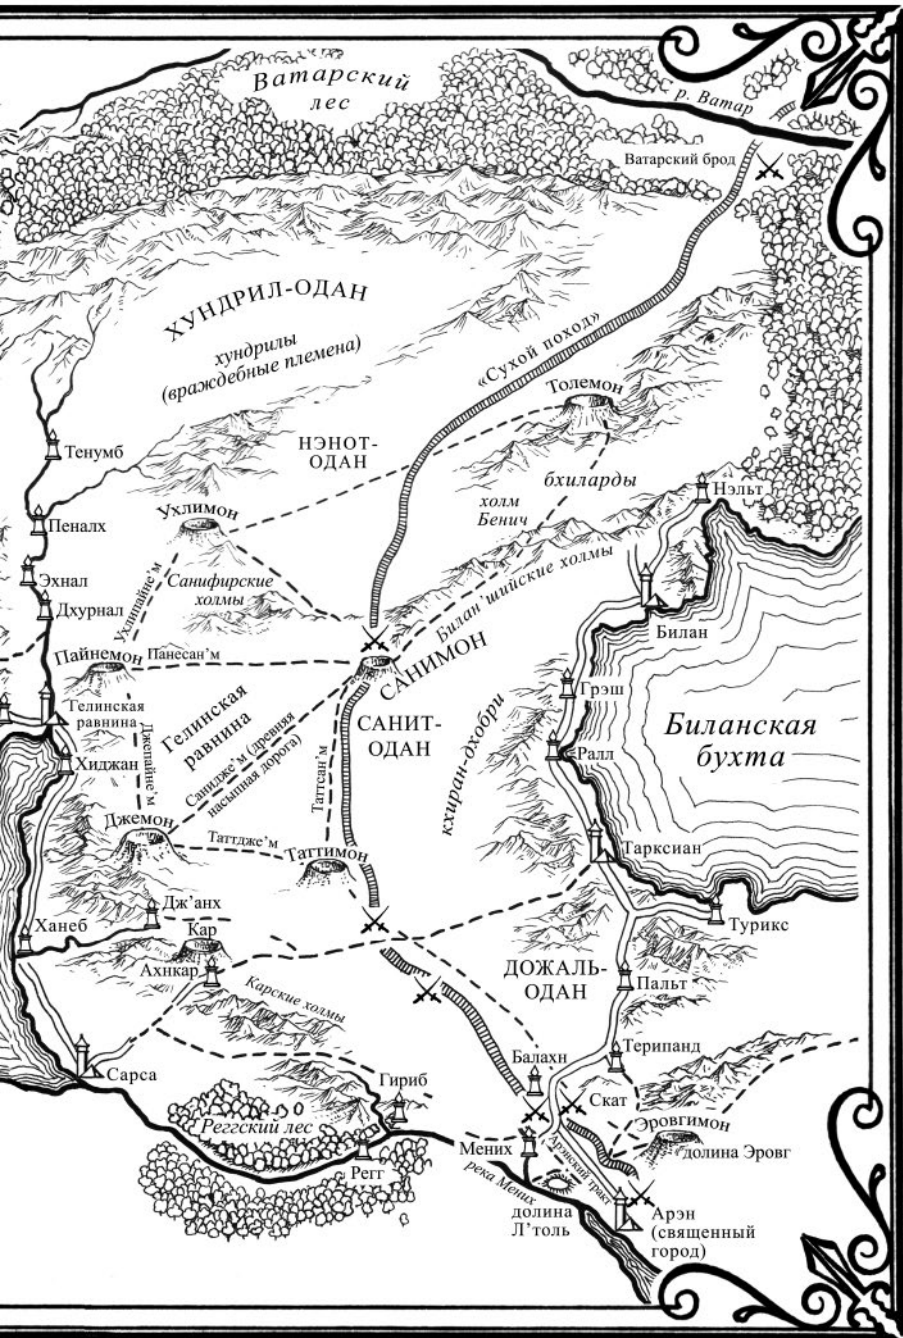 Ватарский
лес
р. Ватар
Ватарский брод
ХУНДРИЛ-ОДАН
хундрилы
(враждебные племена)
«Сухой поход»
Толемон
Тенумб
НЭНОТ-
ОДАН
бхиларды
Нэльт
холм
Бенич
Ухлимон
Пеналх
Эхнал
Санифирские
холмы
Билан'шийские холмы
Дхурнал
Ухлипайне'м
Билан
Пайнемон
Панесан'м
САНИМОН
Грэш
Гелинская
равнина
Гелинская
равнина
САНИТ-
ОДАН
Биланская
бухта
Ралл
Хиджан
Джепайне'м
Санидже'м (древняя
насыпная дорога)
Таттсан'м
кхиран-дхобри
Джемон
Таттдже'м
Таттимон
Тарксиан
Дж'анх
Ханеб
Кар
Турикс
Ахнкар
ДОЖАЛЬ-
ОДАН
Пальт
Карские холмы
Сарса
Балахн
Терипанд
Гириб
Скат
Реггский лес
Эровгимон
Мених
Арэнский тракт
долина Эровг
Регг
река Мених
долина
Л'толь
Арэн
(священный
город)